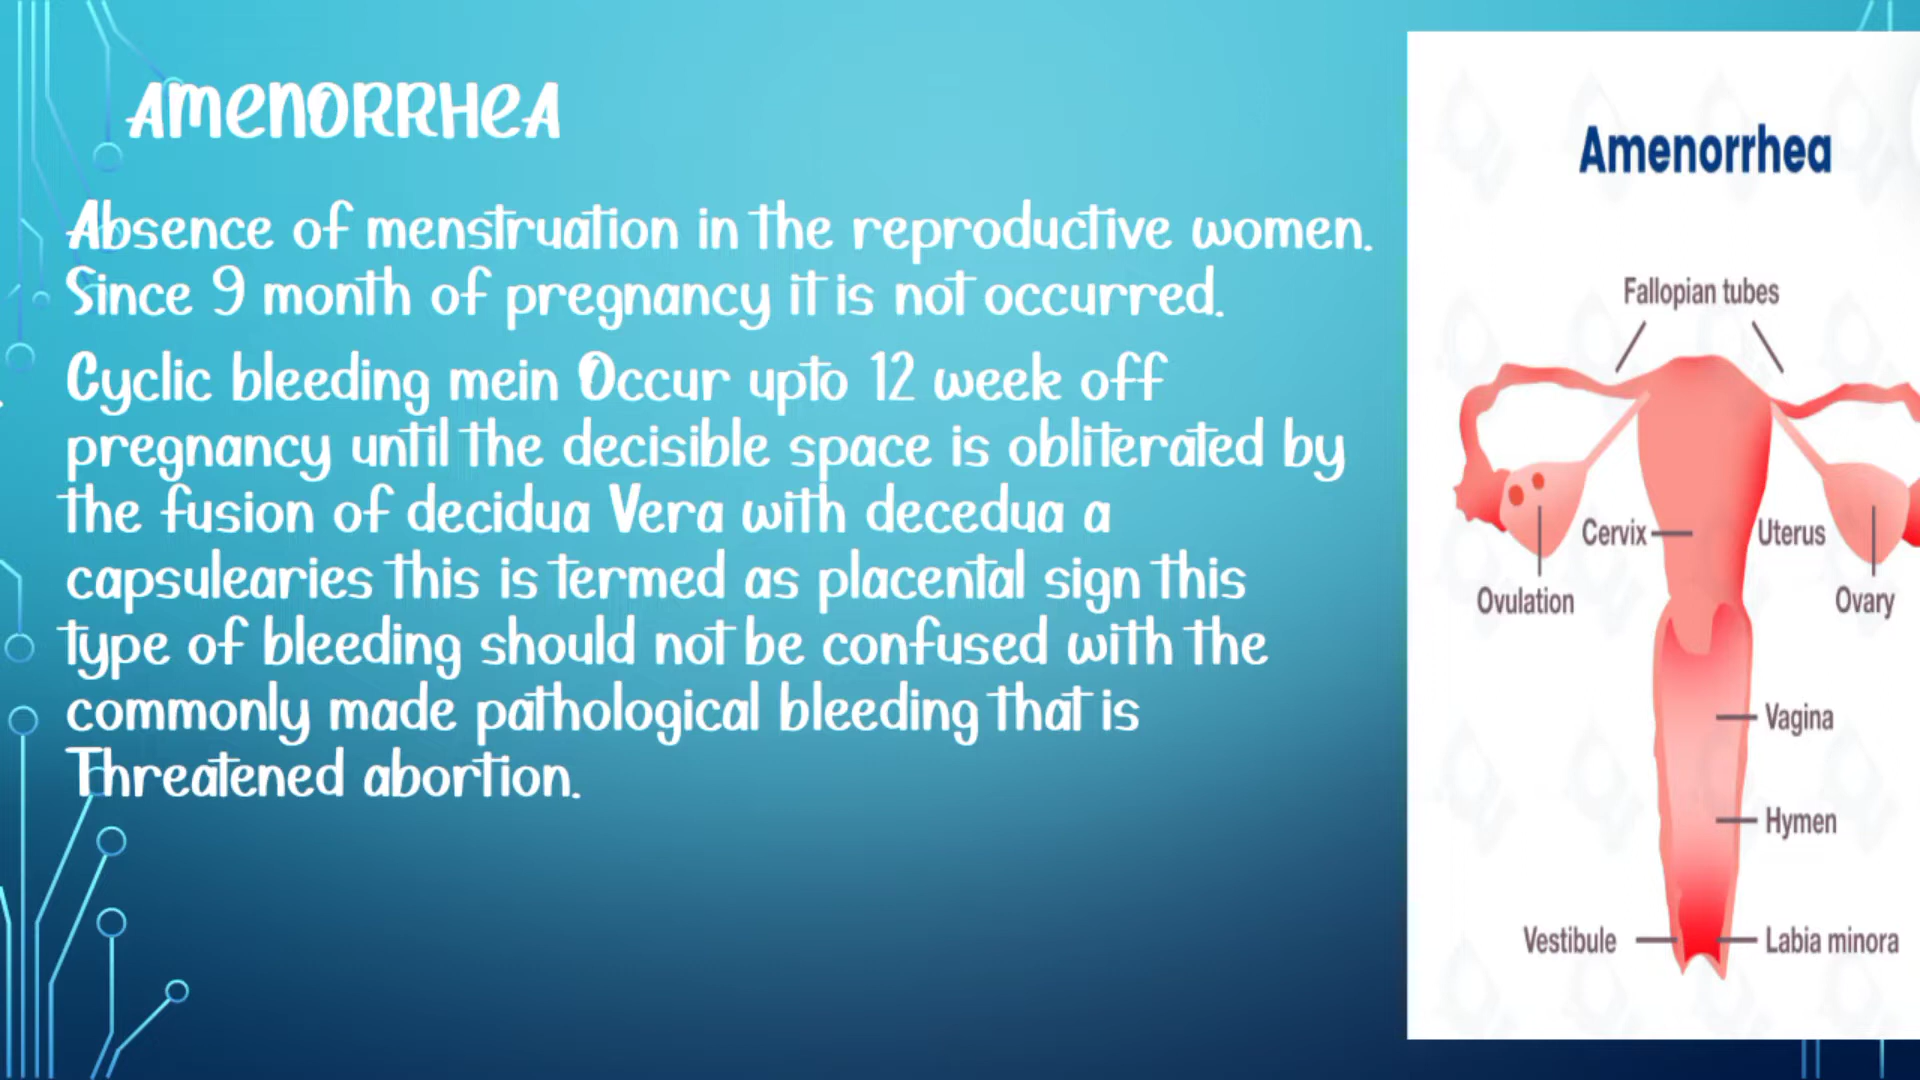 AmenORRHeA
Absence of menstruation in the reproductive women.
Since 9 month of pregnancy it is not occurred.
Cyclic bleeding mein Occur upto 12 week off
pregnancy until the decisible space is obliterated by
the fusion of decidua Vera with decedua a
capsulearies this is termed as placental sign this
type of bleeding should not be confused with the
commonly made pathological bleeding that is
Threatened abortion.
Amenorrhea
Fallopian tubes
Cervix
Uterus
Ovulation
Ovary
Vagina
Hymen
Vestibule
Labia minora